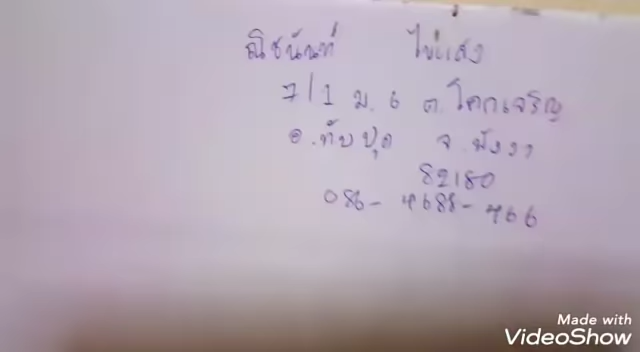 ณิชนันท์ ไข่แสง
7/1 ม. 6 ต. โคกเจริญ
อ. ทับปุด จ. พังงา
82180
086-4688-466
Made with
VideoShow